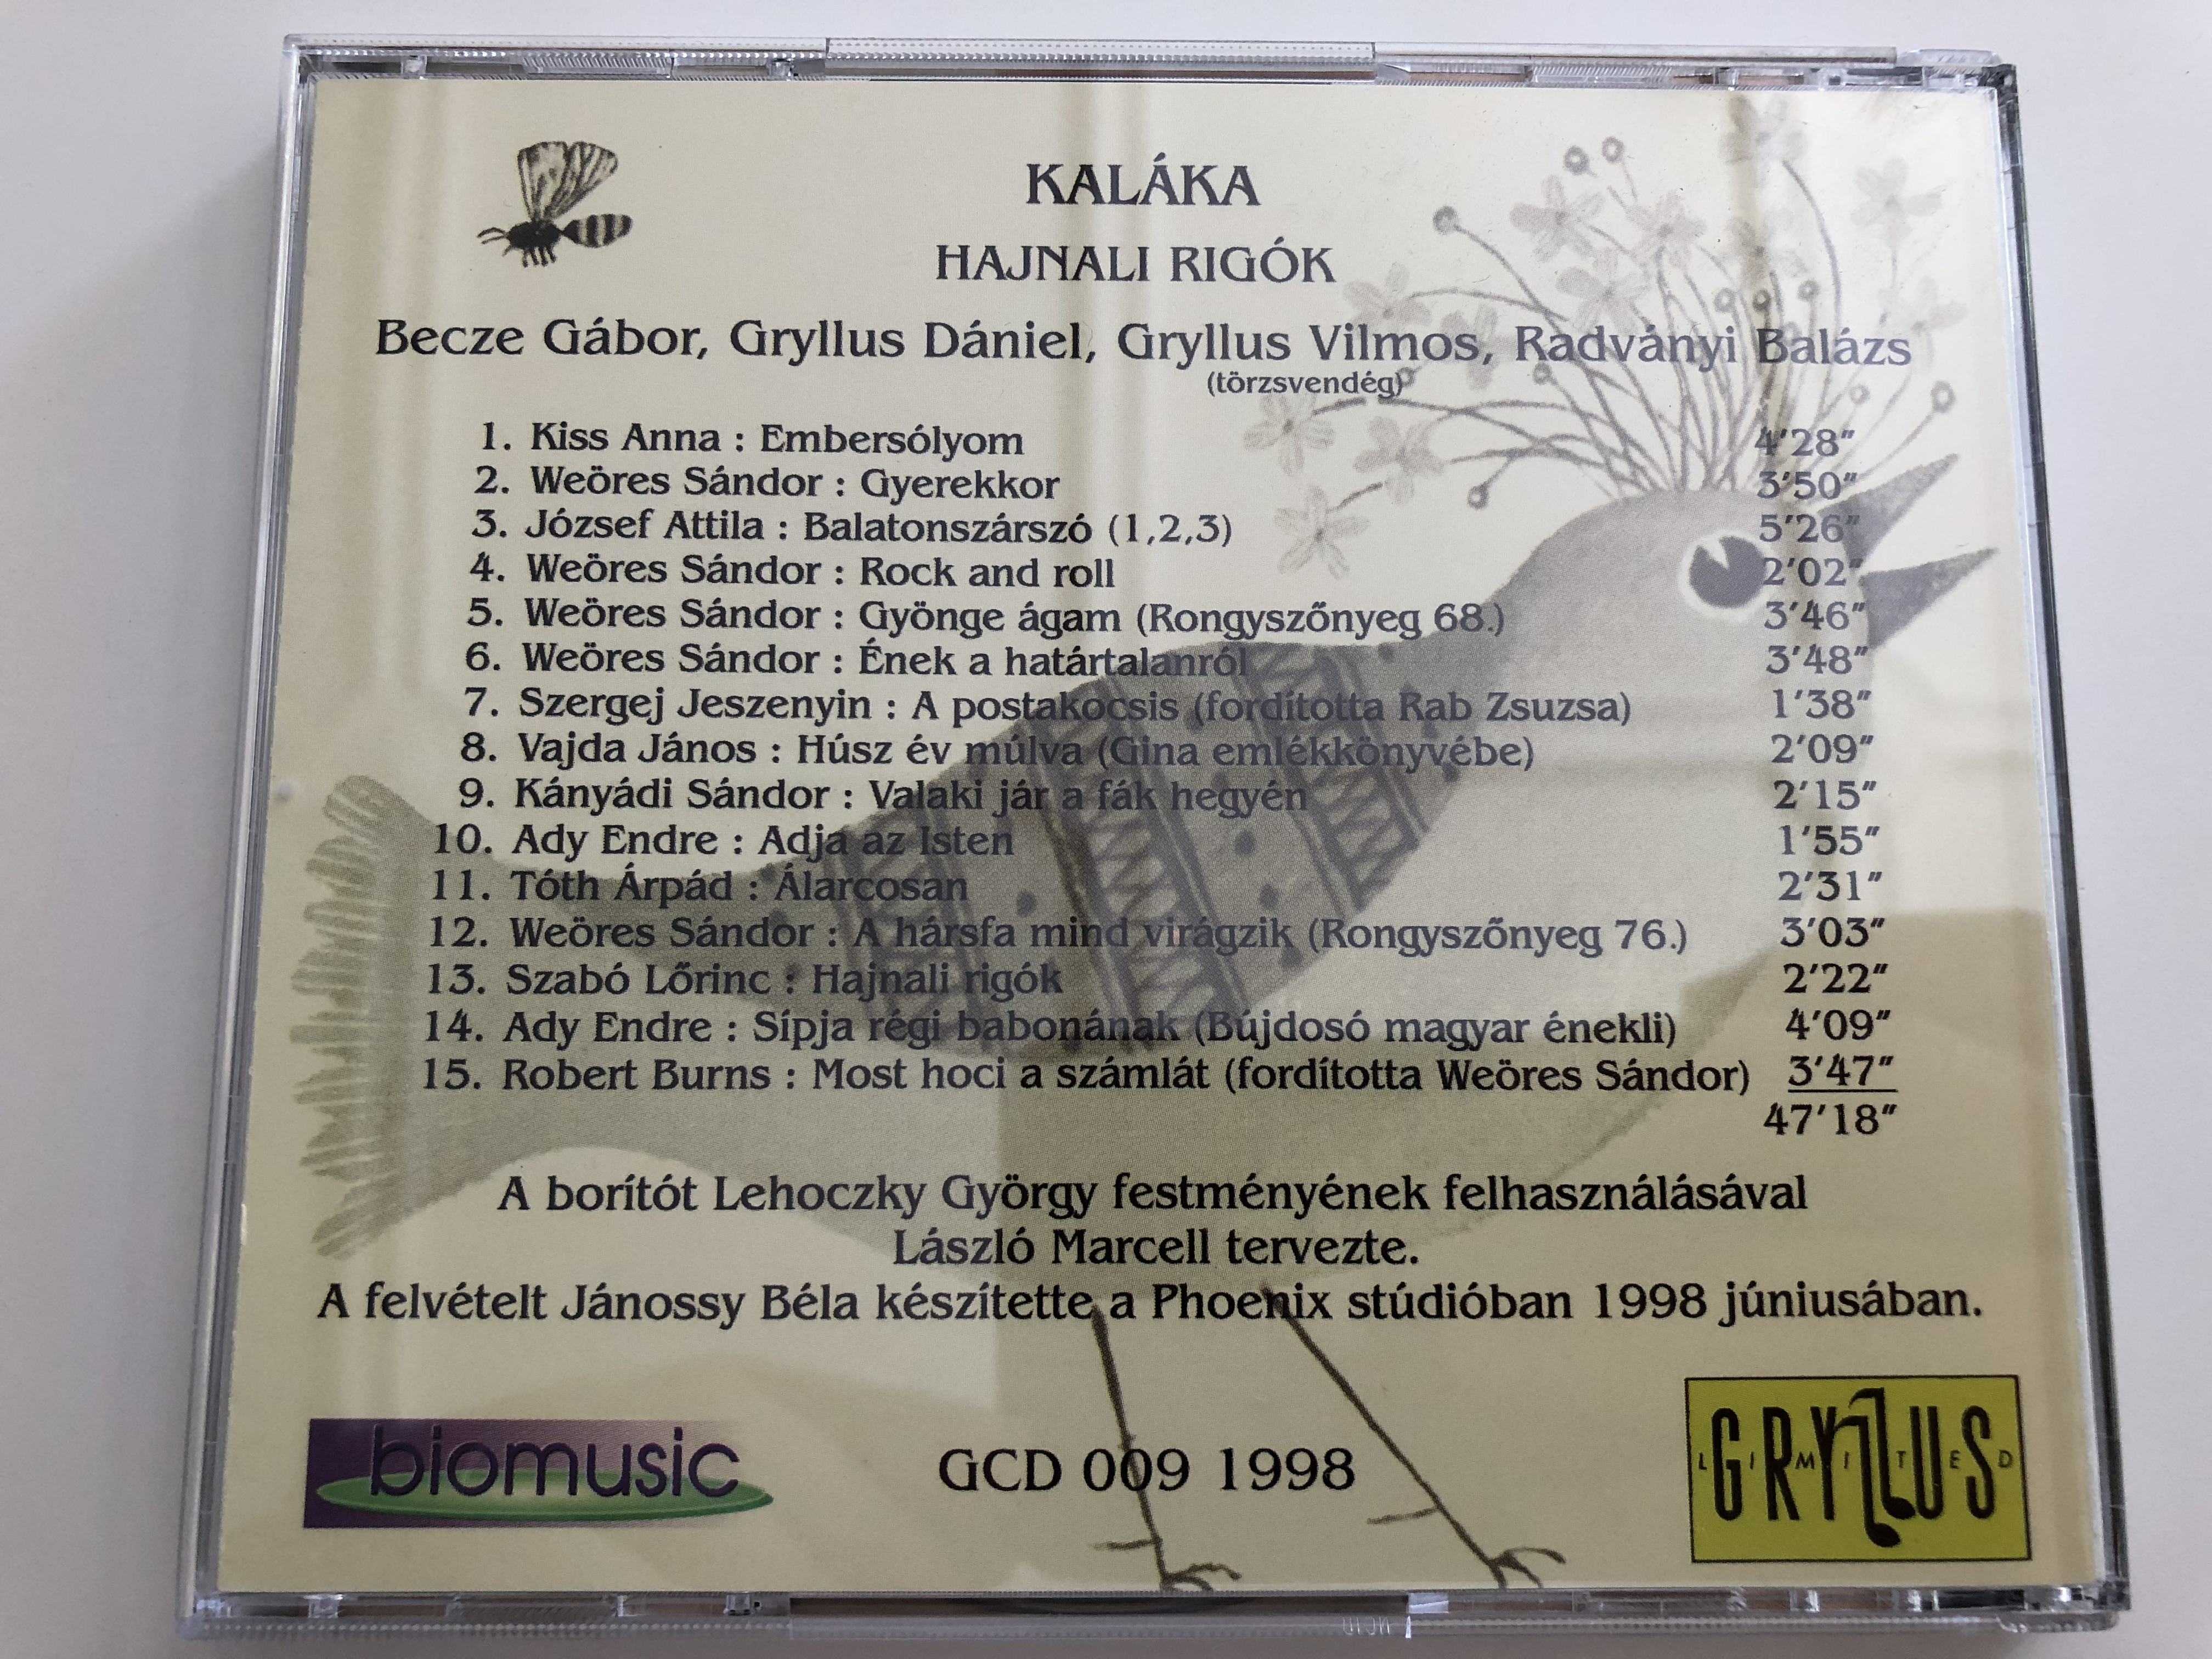 KALÁKA
HAJNALI RIGÓK
Becze Gábor, Gryllus Dániel, Gryllus Vilmos, Radványi Balázs
(törzsvendég)
1. Kiss Anna : Embersólyom 4'28"
2. Weöres Sándor : Gyerekkor 3'50"
3. József Attila : Balatonszárszó (1,2,3) 5'26"
4. Weöres Sándor : Rock and roll 2'02"
5. Weöres Sándor : Gyönge ágam (Rongyszőnyeg 68.) 3'46"
6. Weöres Sándor : Ének a határtalanról 3'48"
7. Szergej Jeszenyin : A postakocsis (fordította Rab Zsuzsa) 1'38"
8. Vajda János : Húsz év múlva (Gina emlékkönyvébe) 2'09"
9. Kányádi Sándor : Valaki jár a fák hegyén 2'15"
10. Ady Endre : Adja az Isten 1'55"
11. Tóth Árpád : Álarcosan 2'31"
12. Weöres Sándor : A hársfa mind virágzik (Rongyszőnyeg 76.) 3'03"
13. Szabó Lőrinc : Hajnali rigók 2'22"
14. Ady Endre : Sípja régi babonának (Bújdosó magyar énekli) 4'09"
15. Robert Burns : Most hoci a számlát (fordította Weöres Sándor) 3'47"
47'18"
A borítót Lehoczky György festményének felhasználásával
László Marcell tervezte.
A felvételt Jánossy Béla készítette a Phoenix stúdióban 1998 júniusában.
biomusic
GCD 009 1998
GRYLLUS
LIMITED